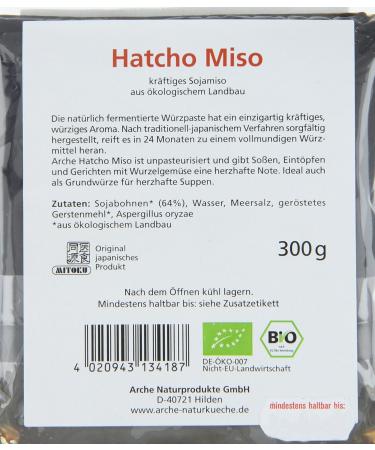 Hatcho Miso
kräftiges Sojamiso
aus ökologischem Landbau
Die natürlich fermentierte Würzpaste hat ein einzigartig kräftiges,
würziges Aroma. Nach traditionell-japanischem Verfahren sorgfältig
hergestellt, reift es in 24 Monaten zu einem vollmundigen Würz-
mittel heran.
Arche Hatcho Miso ist unpasteurisiert und gibt Soßen, Eintöpfen
und Gerichten mit Wurzelgemüse eine herzhafte Note. Ideal auch
als Grundwürze für herzhafte Suppen.
Zutaten: Sojabohnen* (64%), Wasser, Meersalz, geröstetes
Gerstenmehl*, Aspergillus oryzae
*aus ökologischem Landbau
MITOKU
Original
japanisches
Produkt
300g
Nach dem Öffnen kühl lagern.
Mindestens haltbar bis: siehe Zusatzetikett
4 020943 134187
DE-ÖKO-007
Nicht-EU-Landwirtschaft
Bio
Arche Naturprodukte GmbH
D-40721 Hilden
www.arche-naturkueche.de
mindestens haltbar bis: